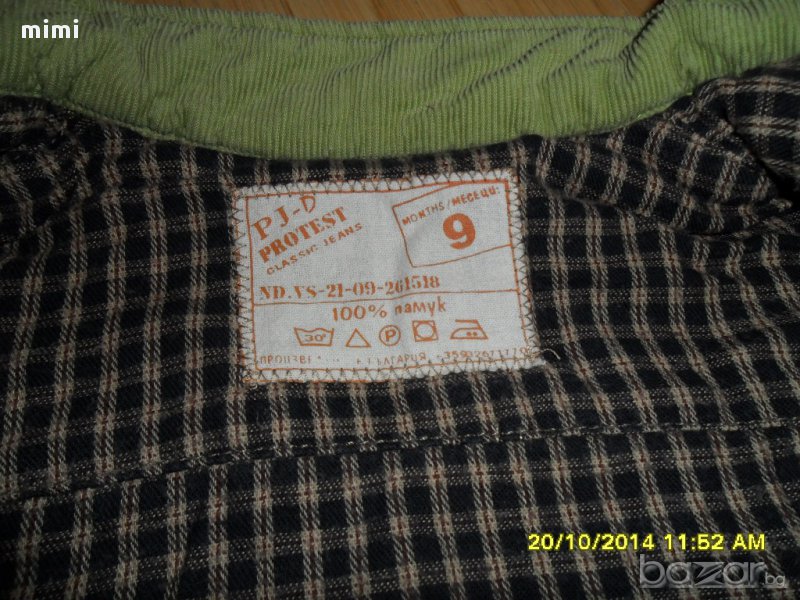 mimi
PJ-D
PROTEST
CLASSIC JEANS
MONTHS/МЕСЕЦИ:
9
ND.VS-21-09-261518
100% памук
30°
P
20/10/2014 11:52 AM
bazar.bg